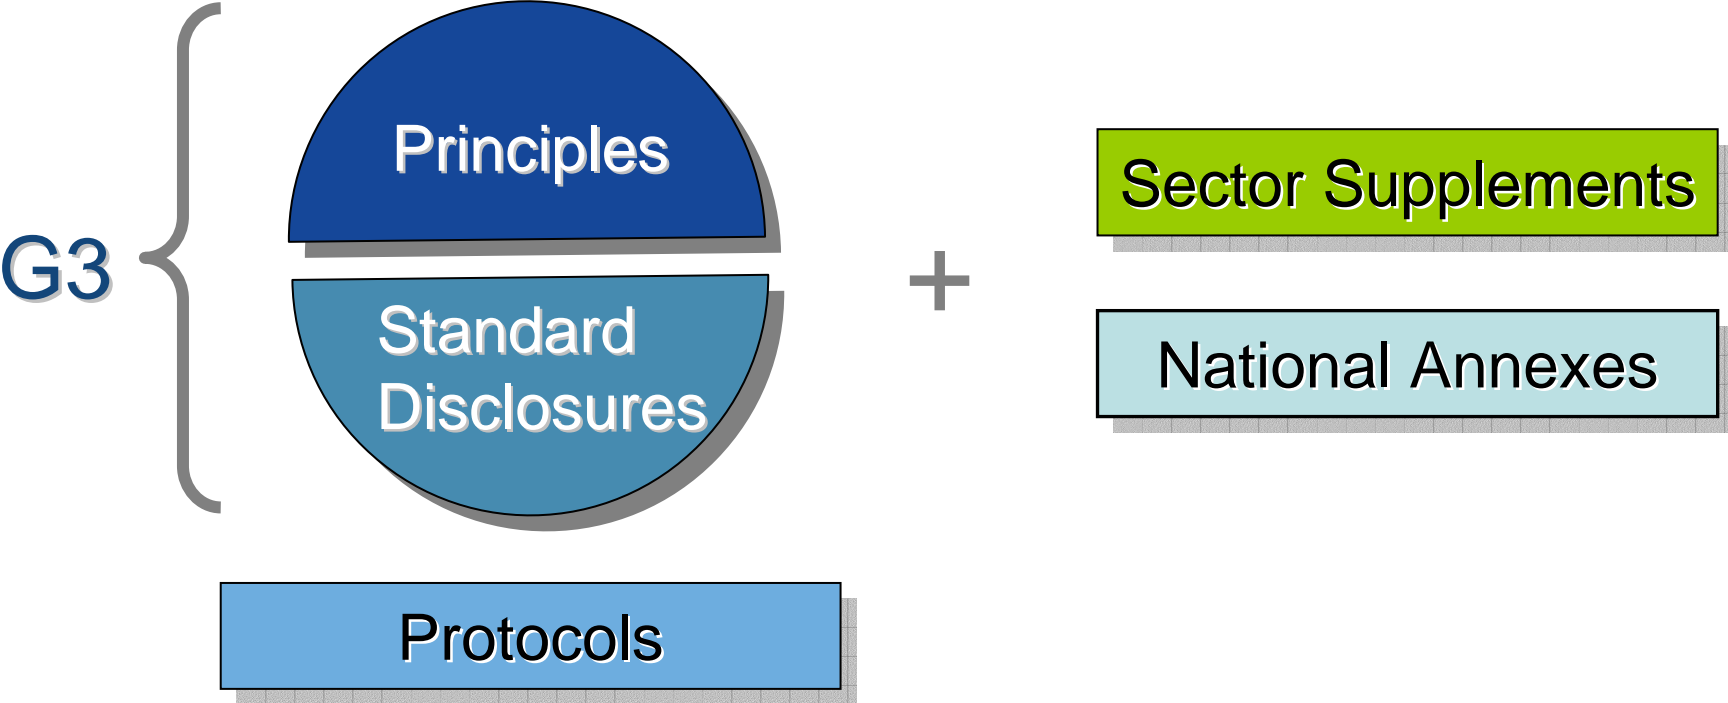 G3
Principles
Standard
Disclosures
Protocols
+
Sector Supplements
National Annexes